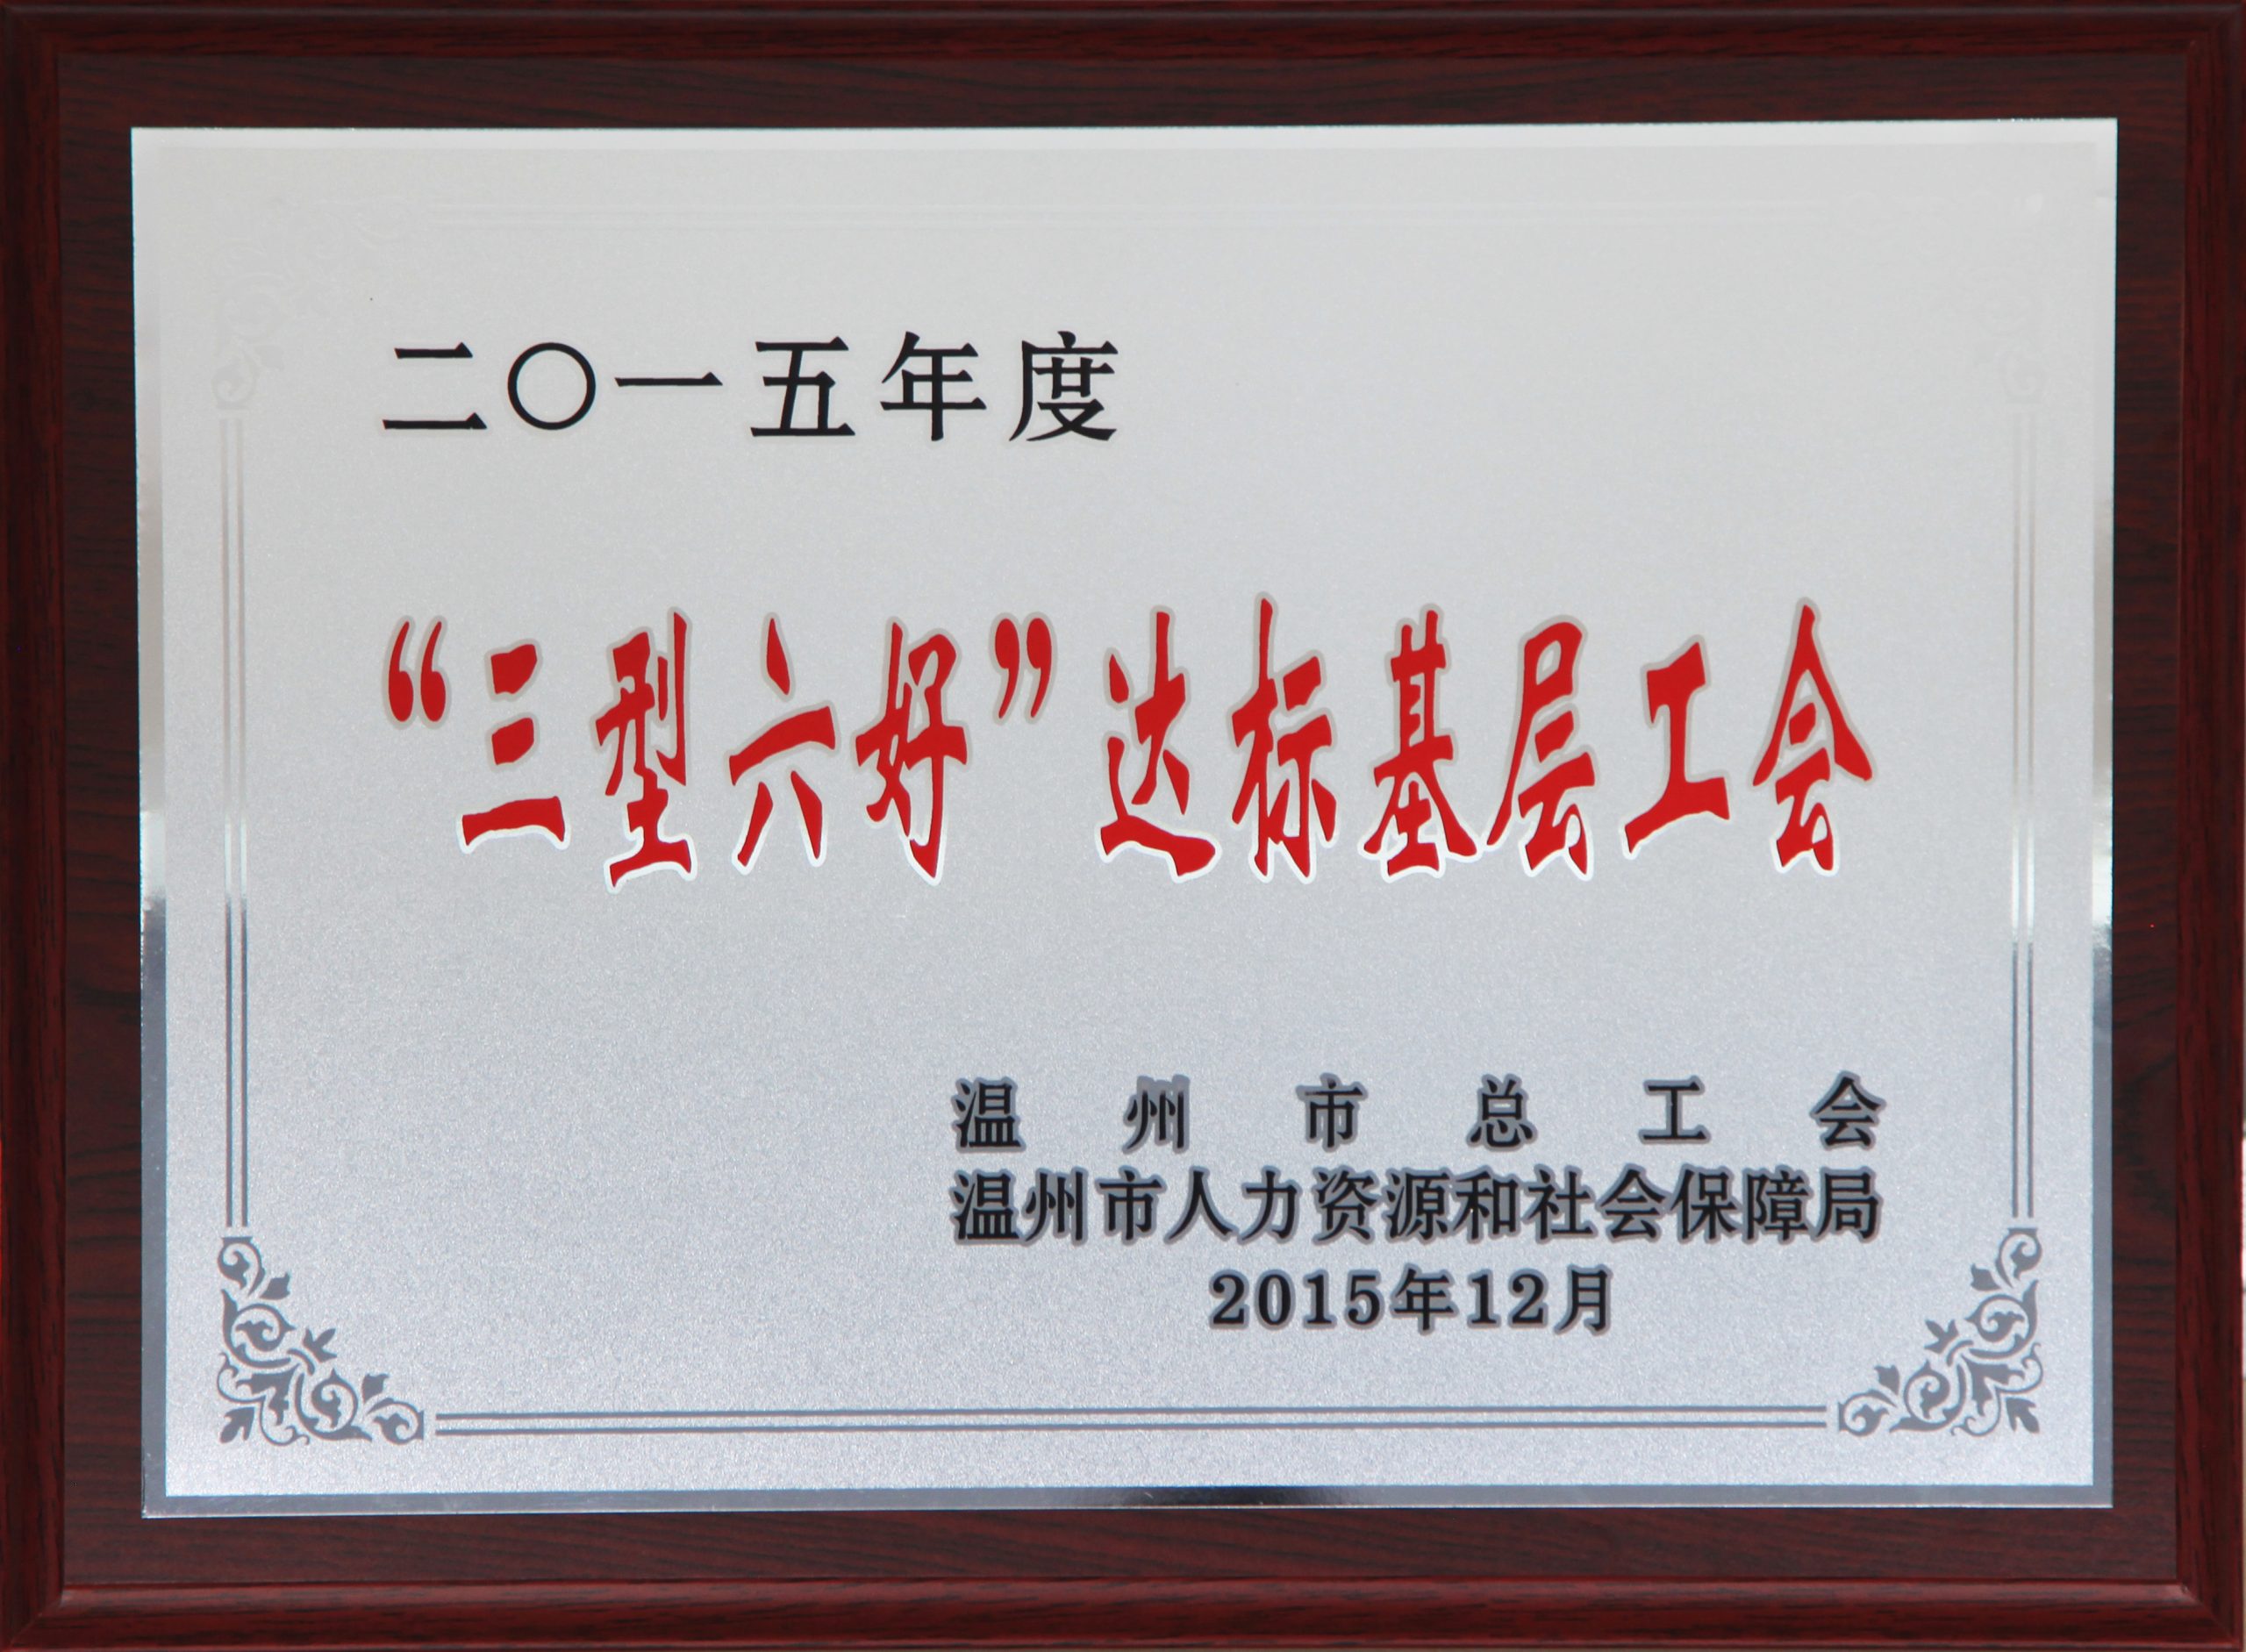 二〇一五年度
“三型六好”达标基层工会
温州市总工会
温州市人力资源和社会保障局
2015年12月